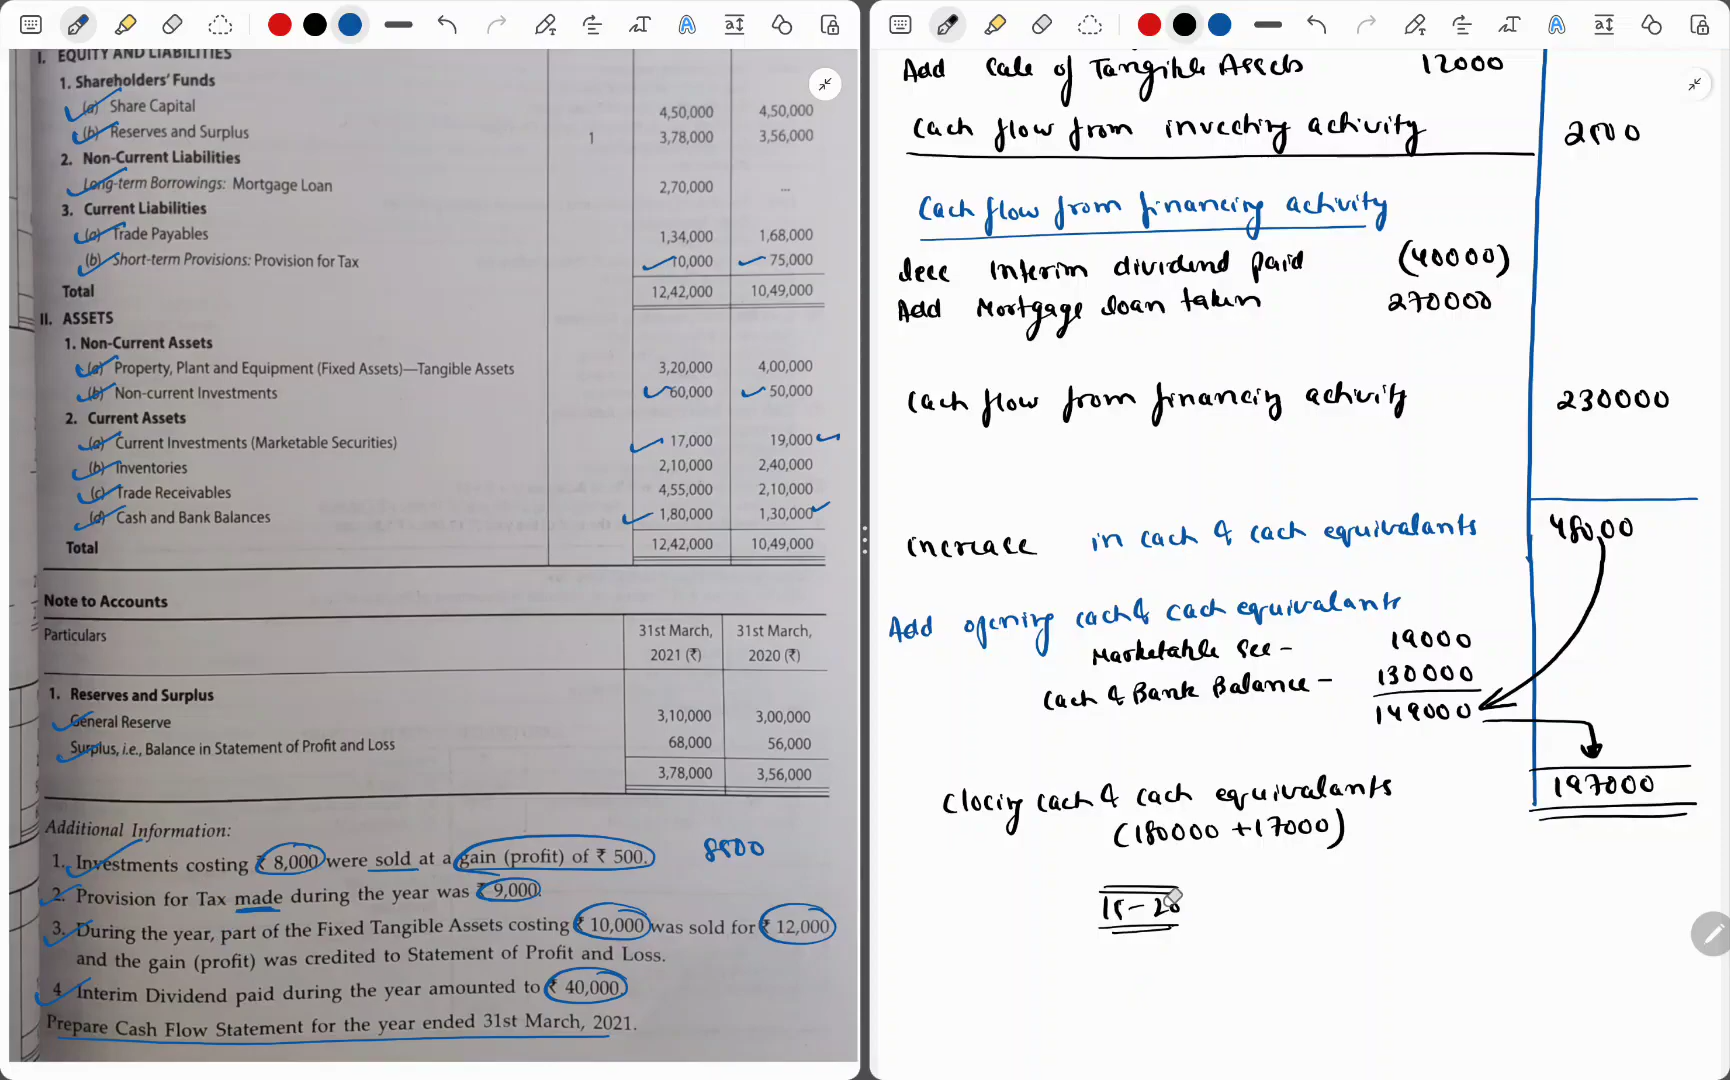 I. EQUITY AND LIABILITIES
1. Shareholders' Funds
(a) Share Capital 4,50,000 4,50,000
(b) Reserves and Surplus 1 3,78,000 3,56,000
2. Non-Current Liabilities
Long-term Borrowings: Mortgage Loan 2,70,000 ...
3. Current Liabilities
(a) Trade Payables 1,34,000 1,68,000
(b) Short-term Provisions: Provision for Tax 10,000 75,000
Total 12,42,000 10,49,000
II. ASSETS
1. Non-Current Assets
(a) Property, Plant and Equipment (Fixed Assets)—Tangible Assets 3,20,000 4,00,000
(b) Non-current Investments 60,000 50,000
2. Current Assets
(a) Current Investments (Marketable Securities) 17,000 19,000
(b) Inventories 2,10,000 2,40,000
(c) Trade Receivables 4,55,000 2,10,000
(d) Cash and Bank Balances 1,80,000 1,30,000
Total 12,42,000 10,49,000
Note to Accounts
Particulars 31st March, 2021 (₹) 31st March, 2020 (₹)
1. Reserves and Surplus
General Reserve 3,10,000 3,00,000
Surplus, i.e., Balance in Statement of Profit and Loss 68,000 56,000
3,78,000 3,56,000
Additional Information:
1. Investments costing ₹ 8,000 were sold at a gain (profit) of ₹ 500. 8500
2. Provision for Tax made during the year was ₹ 9,000.
3. During the year, part of the Fixed Tangible Assets costing ₹ 10,000 was sold for ₹ 12,000
and the gain (profit) was credited to Statement of Profit and Loss.
4. Interim Dividend paid during the year amounted to ₹ 40,000.
Prepare Cash Flow Statement for the year ended 31st March, 2021.
Add Sale of Tangible Assets 12000
Cash flow from investing activity 2500
Cash flow from financing activity
less Interim dividend paid (40000)
Add Mortgage loan taken 270000
Cash flow from financing activity 230000
increase in cash & cash equivalants 48000
Add opening cash & cash equivalants
Marketable Sec - 19000
Cash & Bank Balance - 130000
149000
197000
Closing cash & cash equivalants
(180000 + 17000)
15-20